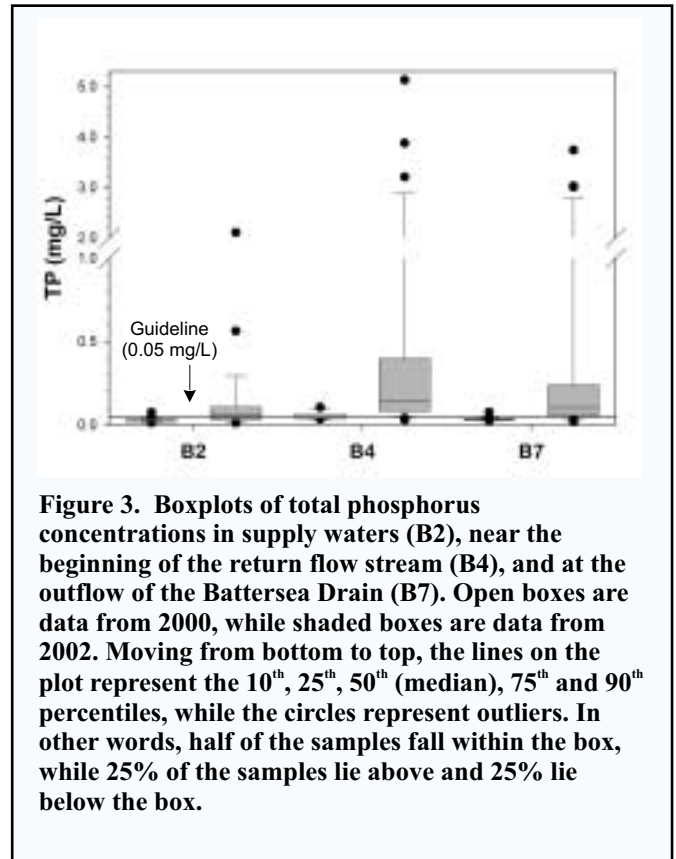 5.0
4.0
3.0
2.0
1.0
0.5
0.0
TP (mg/L)
Guideline
(0.05 mg/L)
B2 B4 B7
Figure 3. Boxplots of total phosphorus
concentrations in supply waters (B2), near the
beginning of the return flow stream (B4), and at the
outflow of the Battersea Drain (B7). Open boxes are
data from 2000, while shaded boxes are data from
2002. Moving from bottom to top, the lines on the
plot represent the 10th, 25th, 50th (median), 75th and 90th
percentiles, while the circles represent outliers. In
other words, half of the samples fall within the box,
while 25% of the samples lie above and 25% lie
below the box.